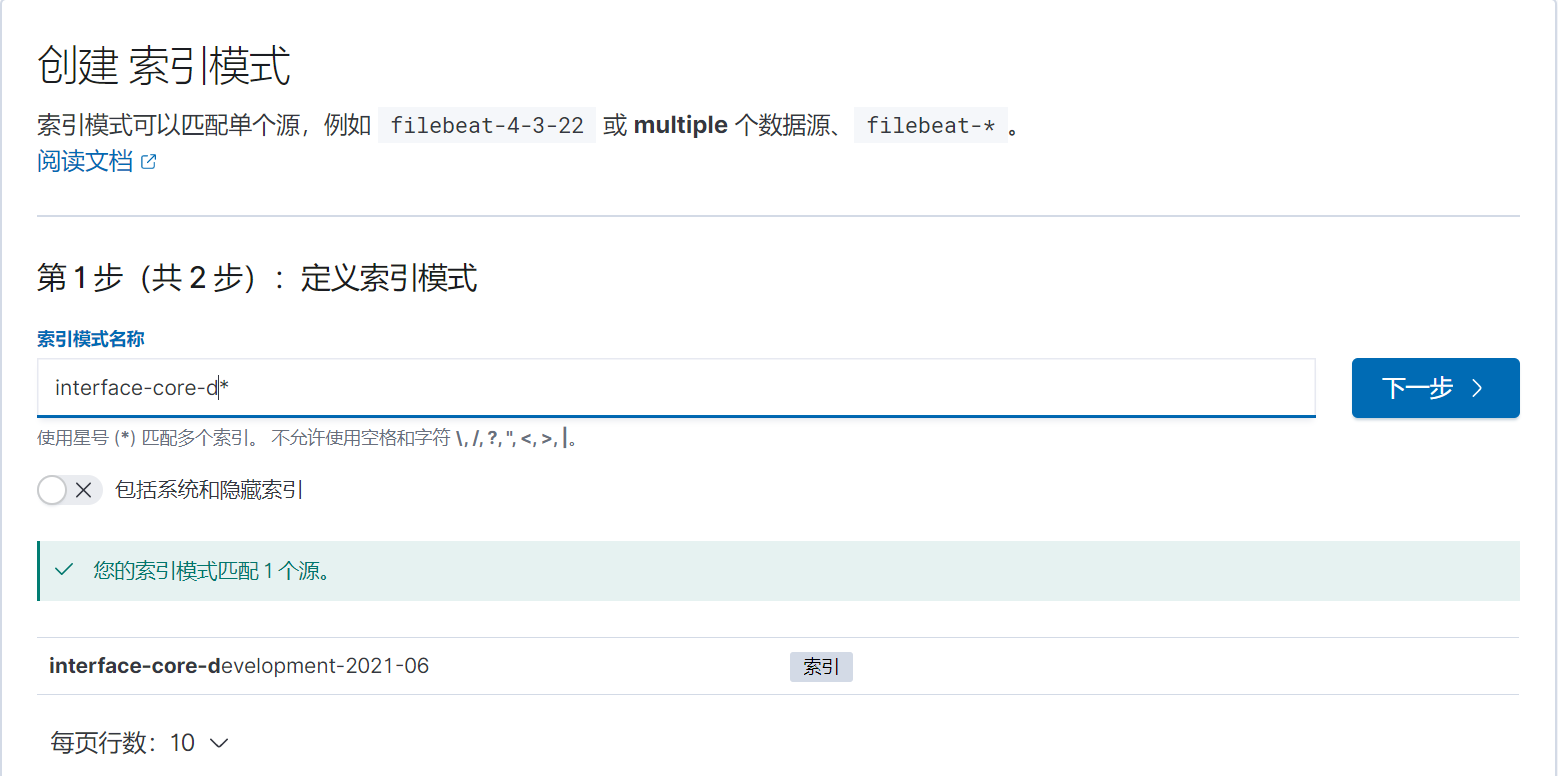 创建 索引模式
索引模式可以匹配单个源，例如 filebeat-4-3-22 或 multiple 个数据源、 filebeat-* 。
阅读文档
第 1 步（共 2 步）：定义索引模式
索引模式名称
interface-core-d*
下一步
使用星号 (*) 匹配多个索引。 不允许使用空格和字符 \, /, ?, ", <, >, |。
包括系统和隐藏索引
您的索引模式匹配 1 个源。
interface-core-development-2021-06 索引
每页行数：10